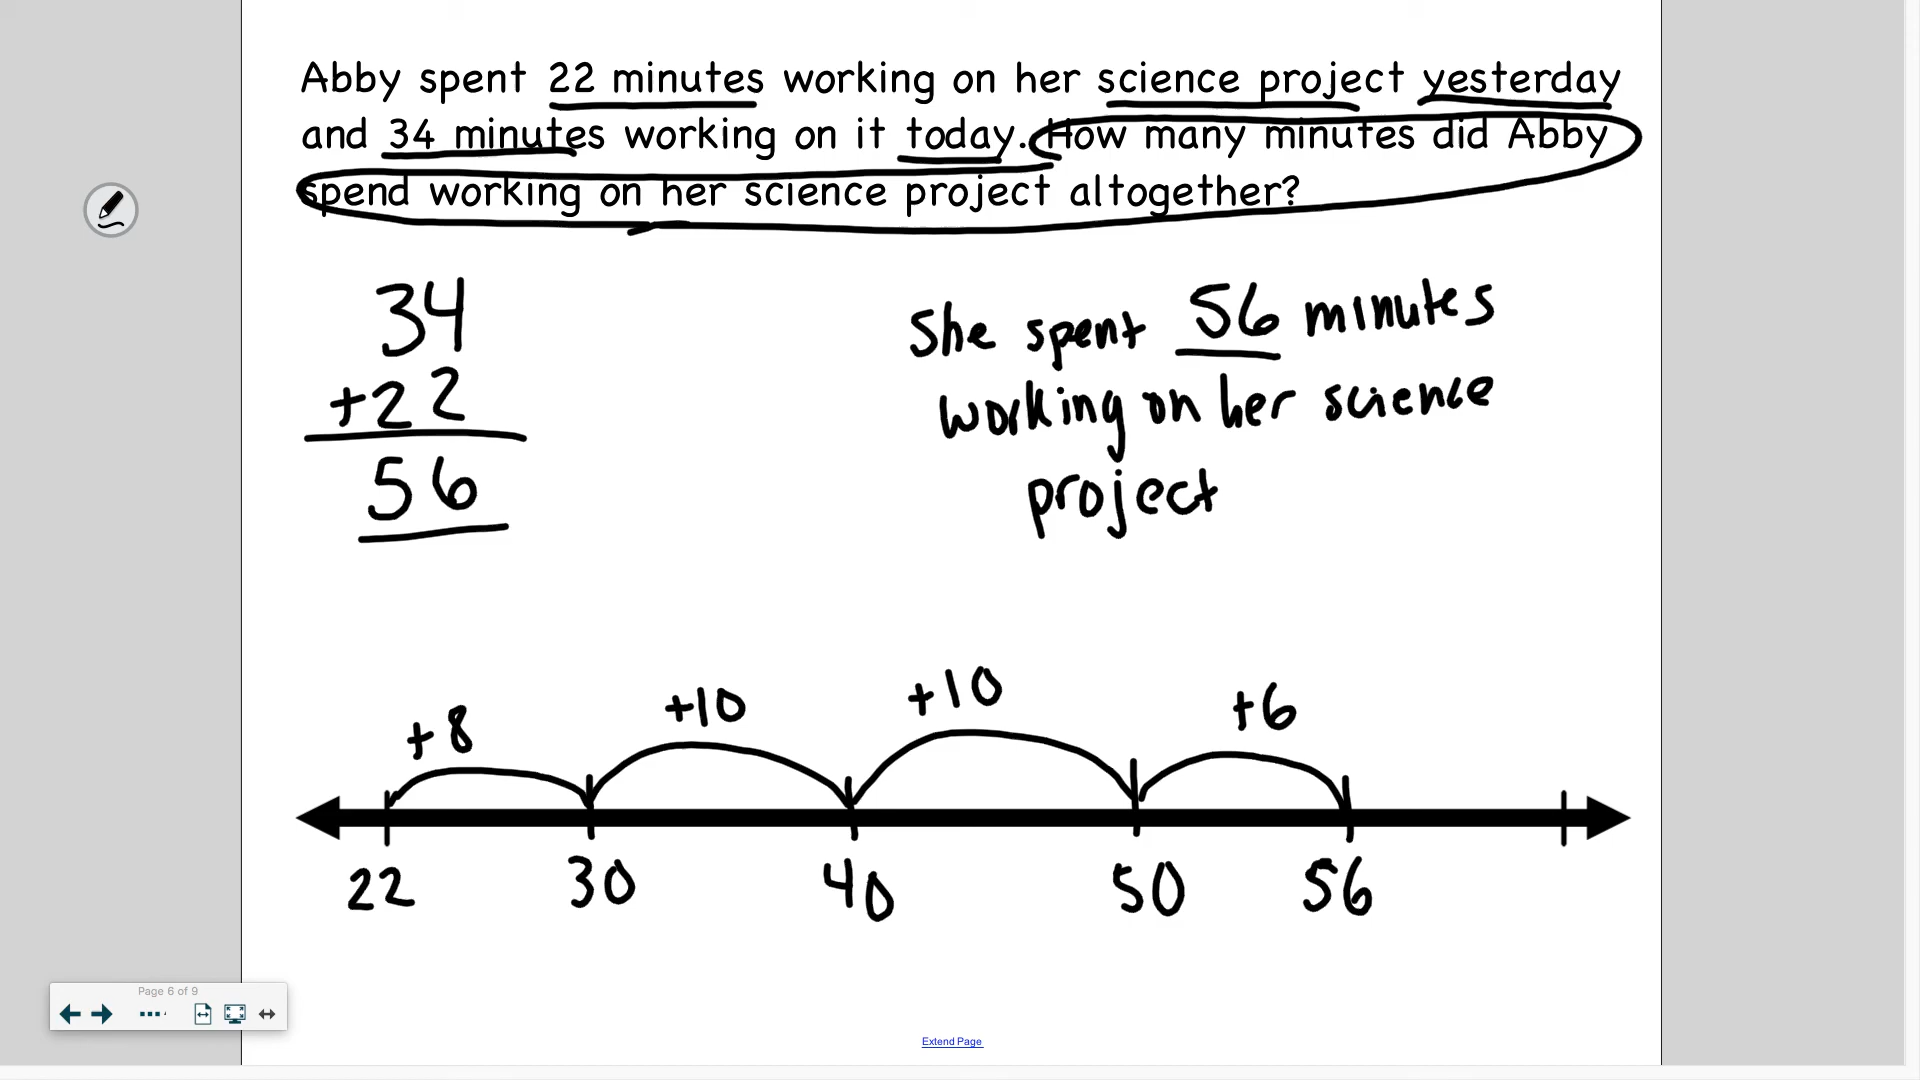 Abby spent 22 minutes working on her science project yesterday
and 34 minutes working on it today. How many minutes did Abby
spend working on her science project altogether?
34
+22
56
She spent 56 minutes
working on her science
project
+8 +10 +10 +6
22 30 40 50 56
Page 6 of 9
Extend Page